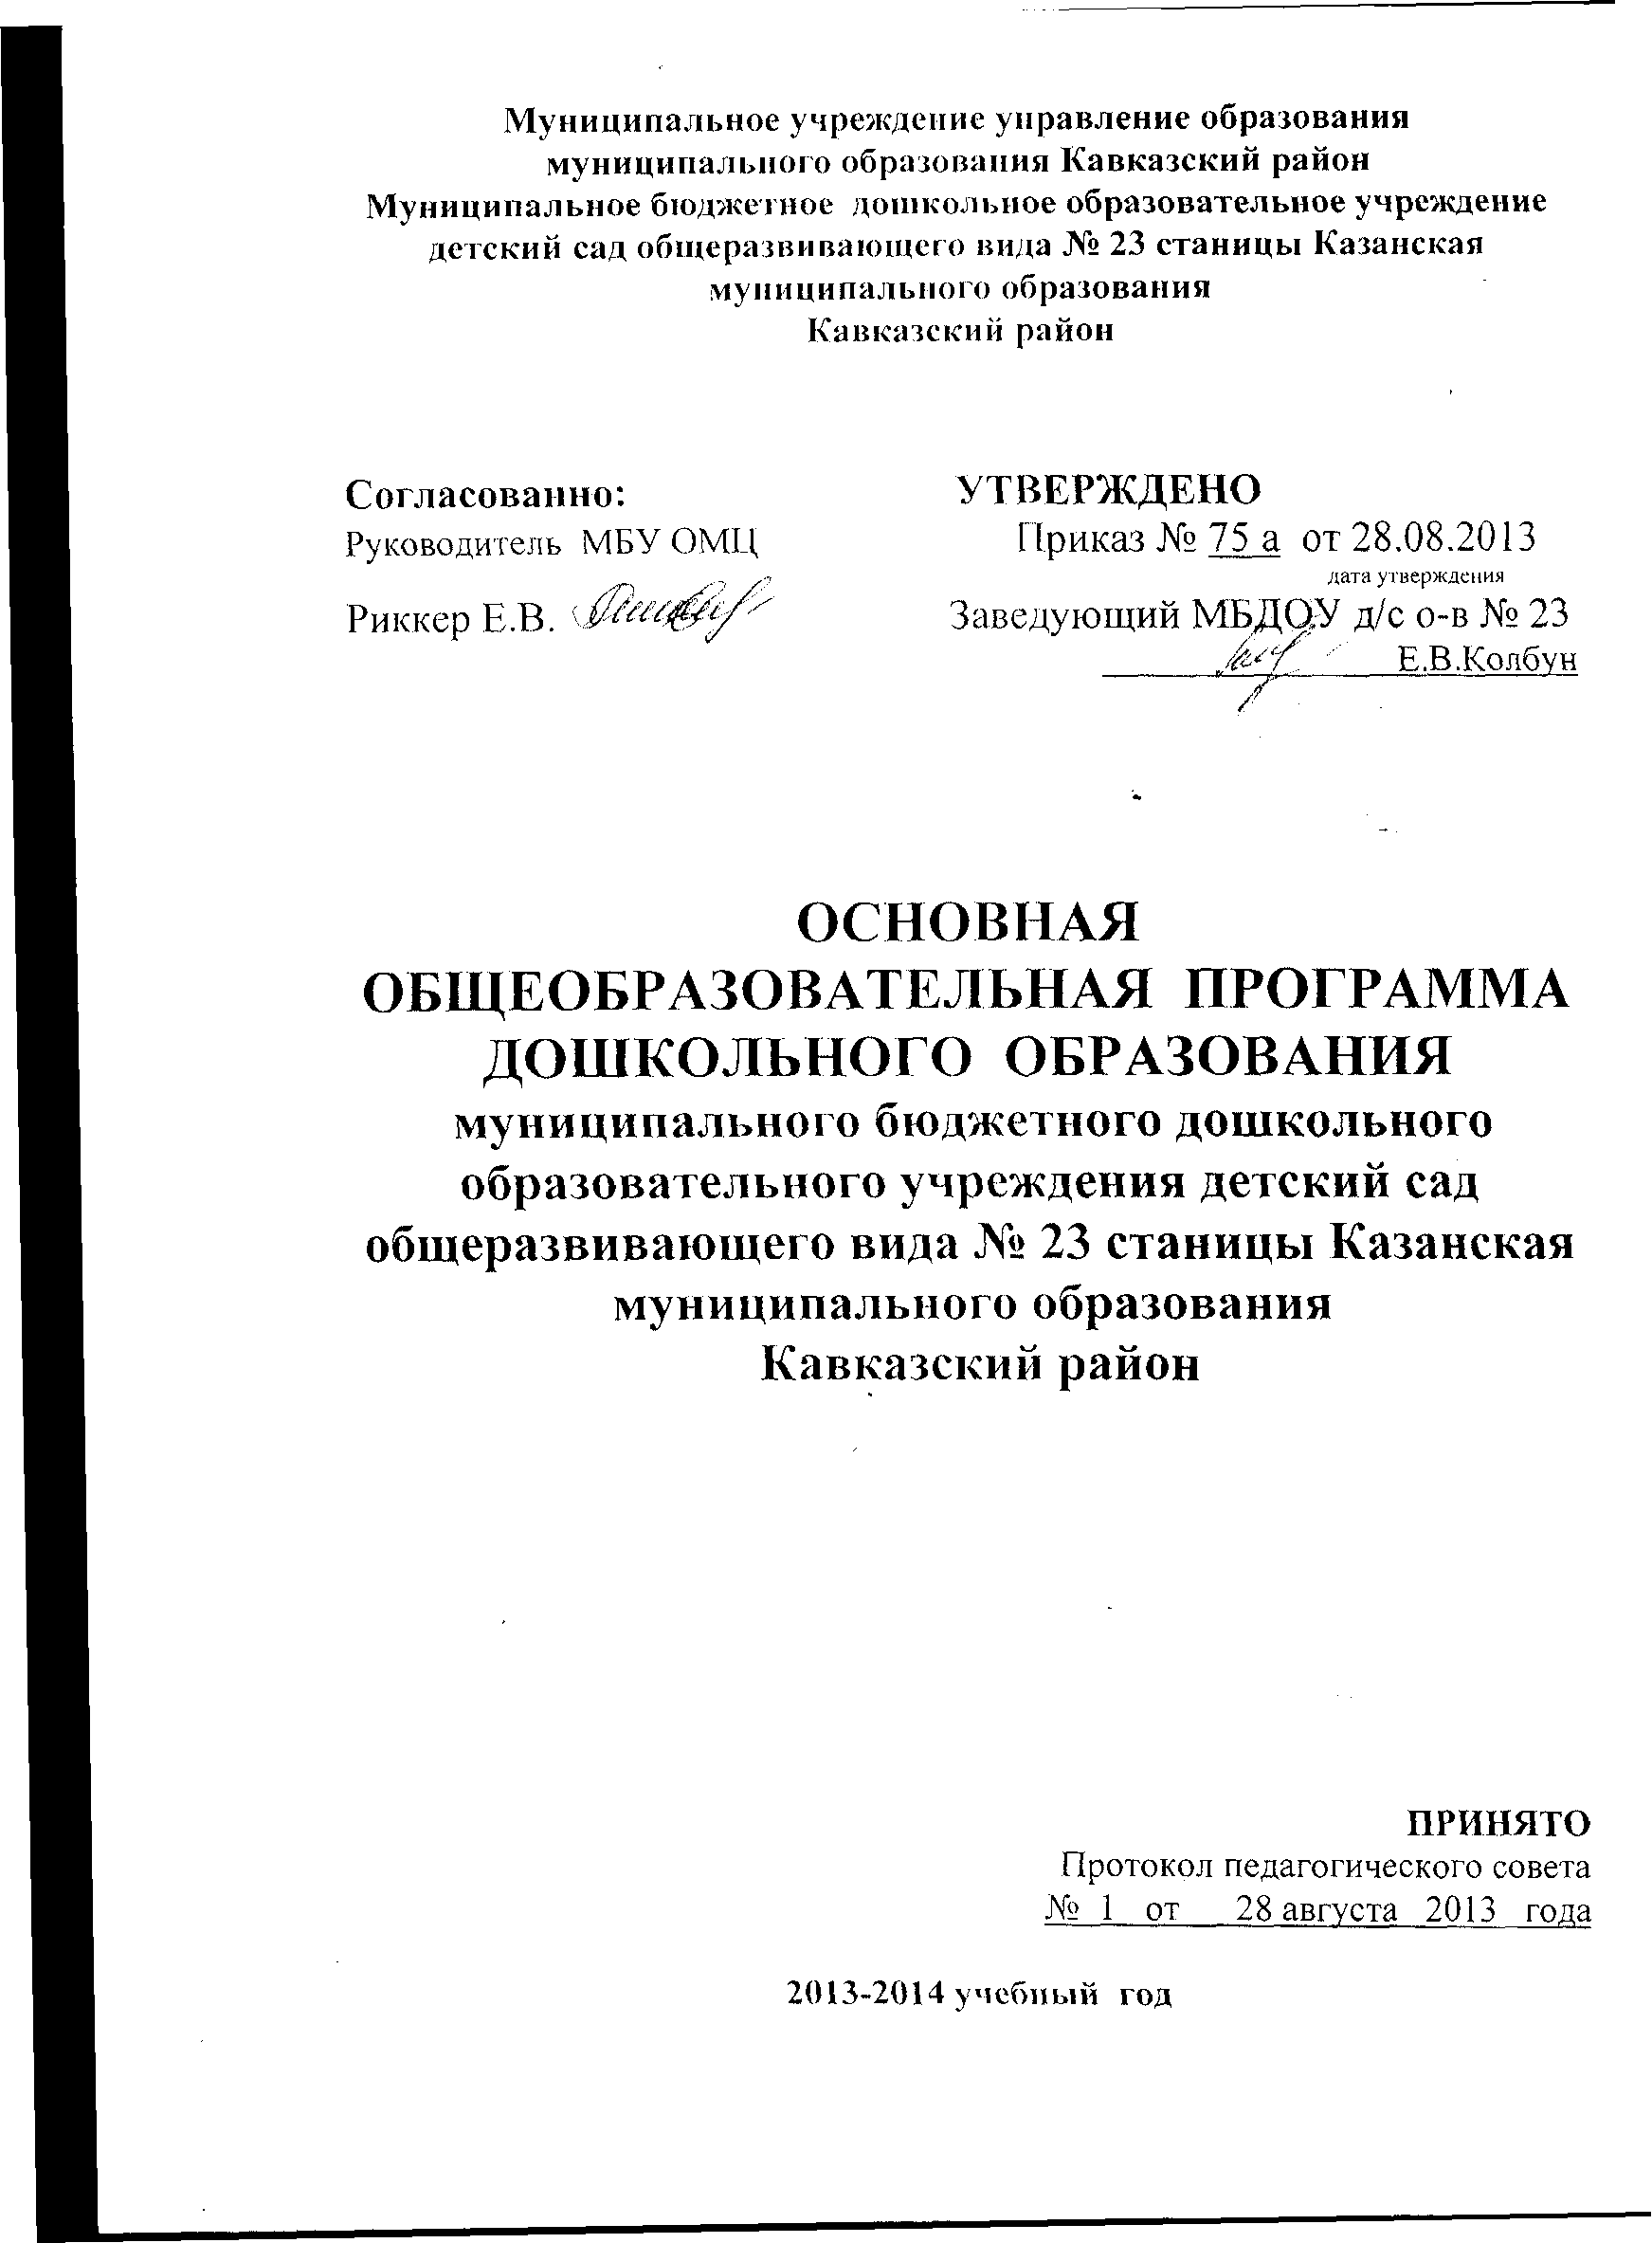 Муниципальное учреждение управление образования
муниципального образования Кавказский район
Муниципальное бюджетное дошкольное образовательное учреждение
детский сад общеразвивающего вида № 23 станицы Казанская
муниципального образования
Кавказский район
Согласованно:
Руководитель МБУ ОМЦ
Риккер Е.В.
УТВЕРЖДЕНО
Приказ № 75 а от 28.08.2013
дата утверждения
Заведующий МБДОУ д/с о-в № 23
Е.В.Колбун
ОСНОВНАЯ
ОБЩЕОБРАЗОВАТЕЛЬНАЯ ПРОГРАММА
ДОШКОЛЬНОГО ОБРАЗОВАНИЯ
муниципального бюджетного дошкольного
образовательного учреждения детский сад
общеразвивающего вида № 23 станицы Казанская
муниципального образования
Кавказский район
ПРИНЯТО
Протокол педагогического совета
№ 1 от 28 августа 2013 года
2013-2014 учебный год